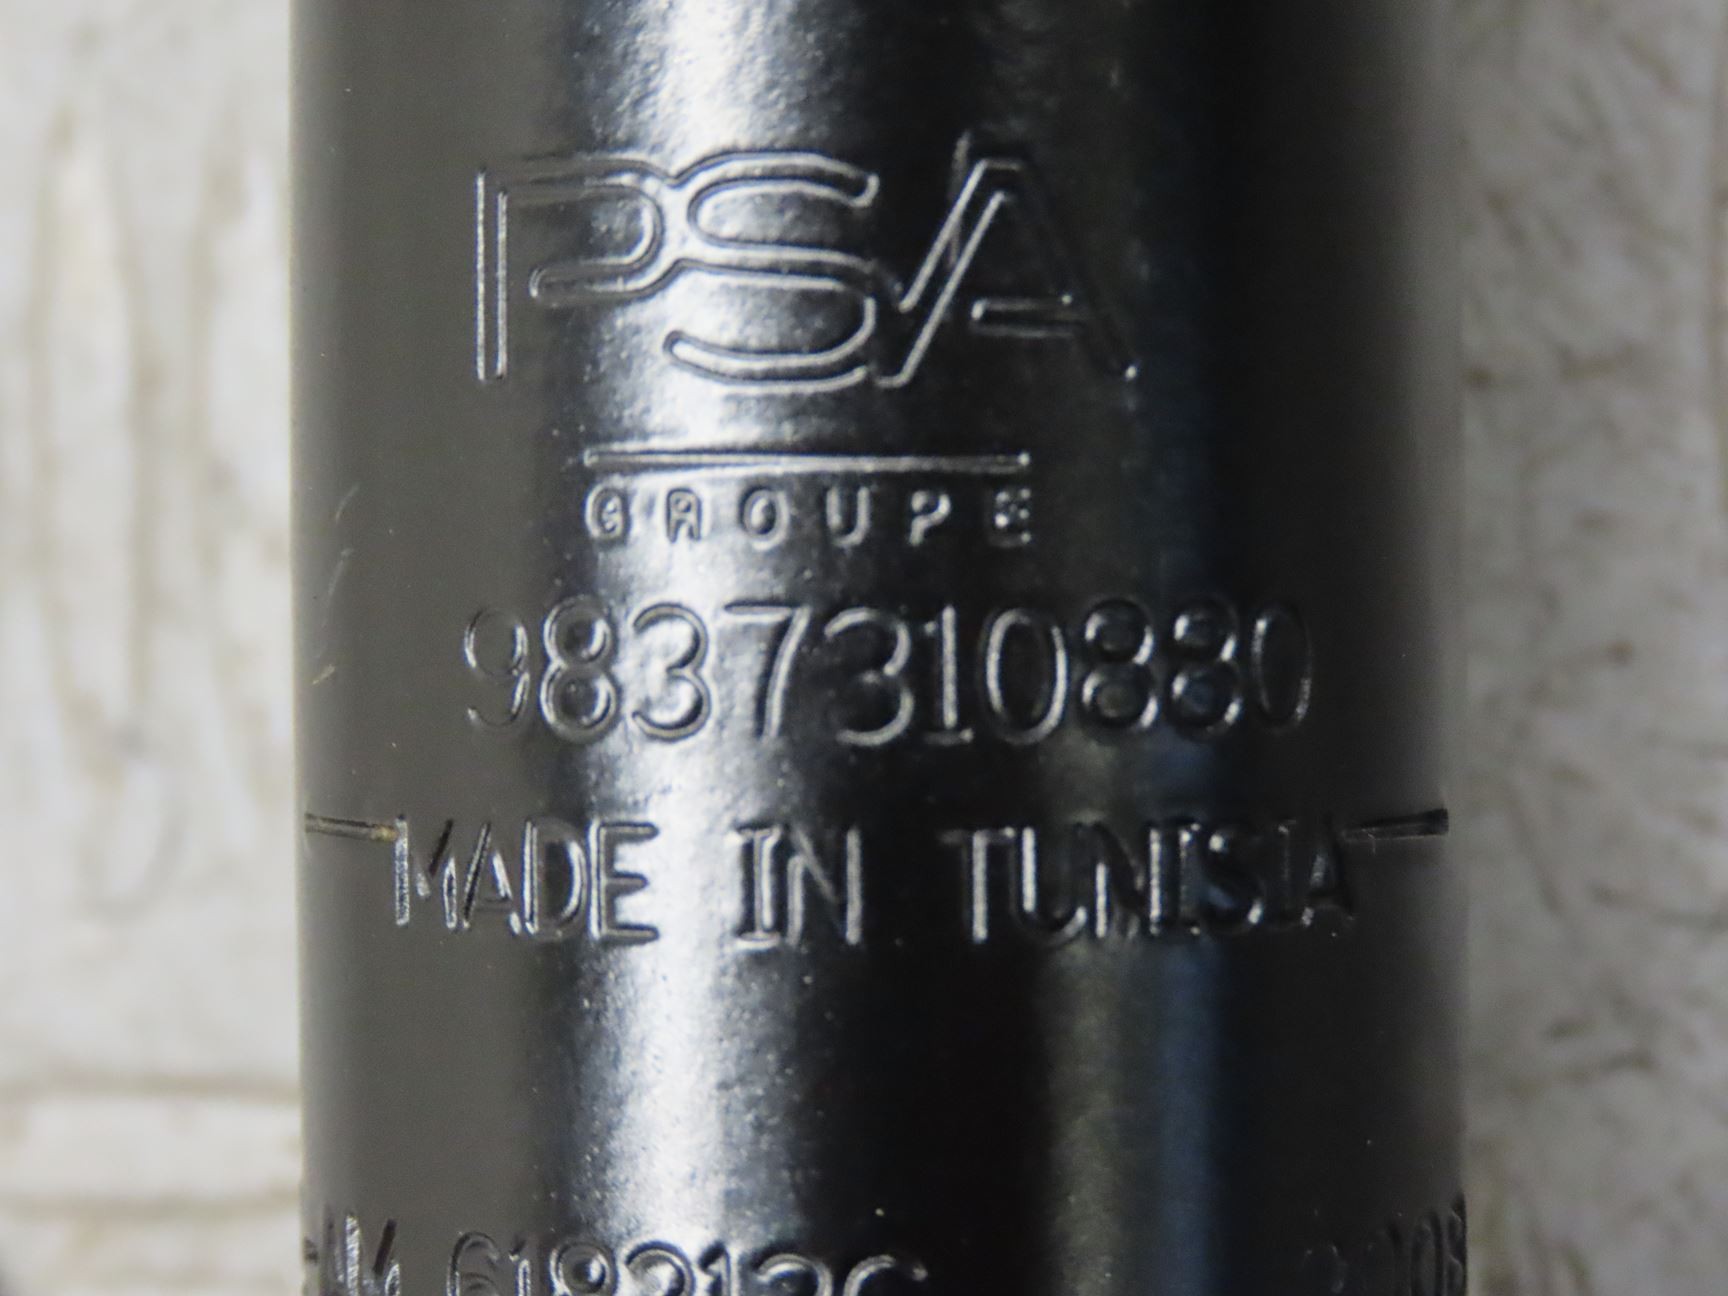 PSA
GROUPE
9837310880
MADE IN TUNISIA